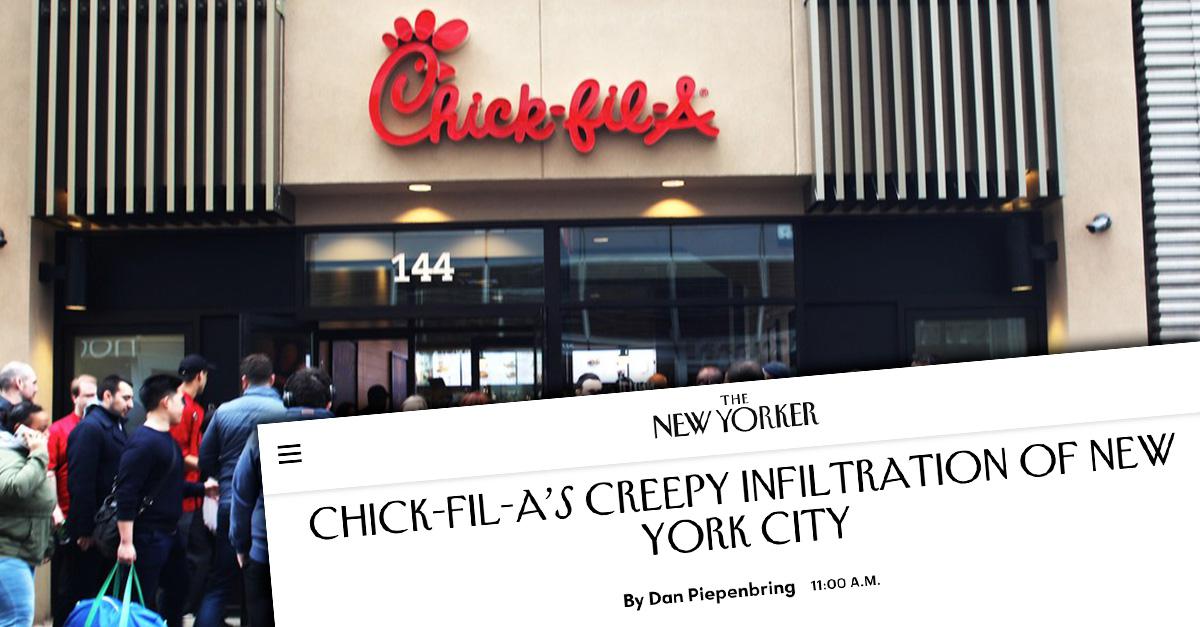 Chick-fil-A®
144
THE
NEW YORKER
CHICK-FIL-A’S CREEPY INFILTRATION OF NEW
YORK CITY
By Dan Piepenbring 11:00 A.M.